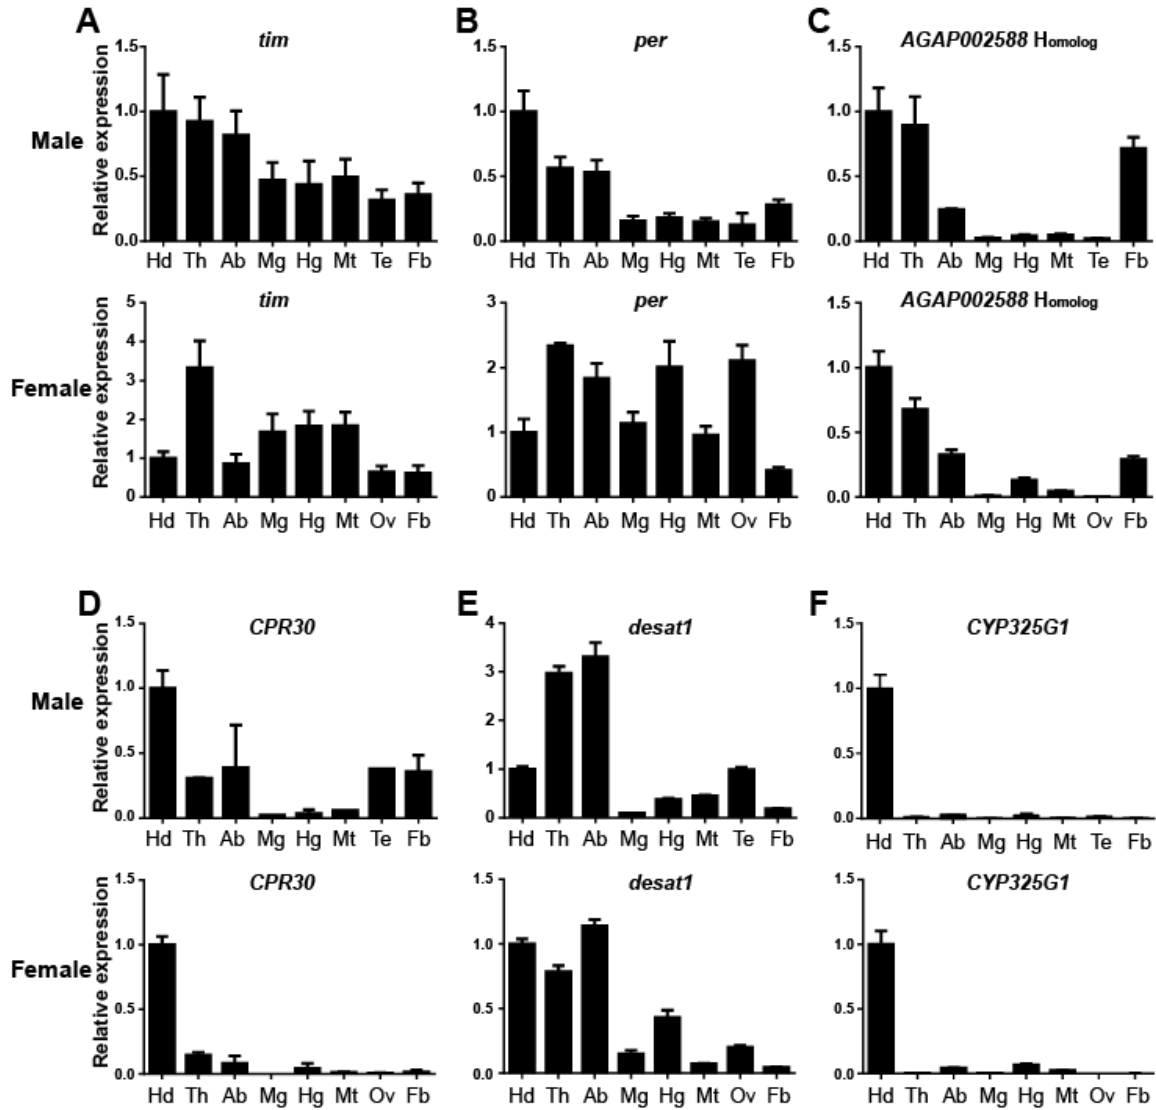 A
B
C
tim
per
AGAP002588 Homolog
Male
Relative expression
1.5
1.0
0.5
0.0
Hd Th Ab Mg Hg Mt Te Fb
1.5
1.0
0.5
0.0
Hd Th Ab Mg Hg Mt Te Fb
1.5
1.0
0.5
0.0
Hd Th Ab Mg Hg Mt Te Fb
tim
per
AGAP002588 Homolog
Female
Relative expression
5
4
3
2
1
0
Hd Th Ab Mg Hg Mt Ov Fb
3
2
1
0
Hd Th Ab Mg Hg Mt Ov Fb
1.5
1.0
0.5
0.0
Hd Th Ab Mg Hg Mt Ov Fb
D
E
F
CPR30
desat1
CYP325G1
Male
Relative expression
1.5
1.0
0.5
0.0
Hd Th Ab Mg Hg Mt Te Fb
4
3
2
1
0
Hd Th Ab Mg Hg Mt Te Fb
1.5
1.0
0.5
0.0
Hd Th Ab Mg Hg Mt Te Fb
CPR30
desat1
CYP325G1
Female
Relative expression
1.5
1.0
0.5
0.0
Hd Th Ab Mg Hg Mt Ov Fb
1.5
1.0
0.5
0.0
Hd Th Ab Mg Hg Mt Ov Fb
1.5
1.0
0.5
0.0
Hd Th Ab Mg Hg Mt Ov Fb